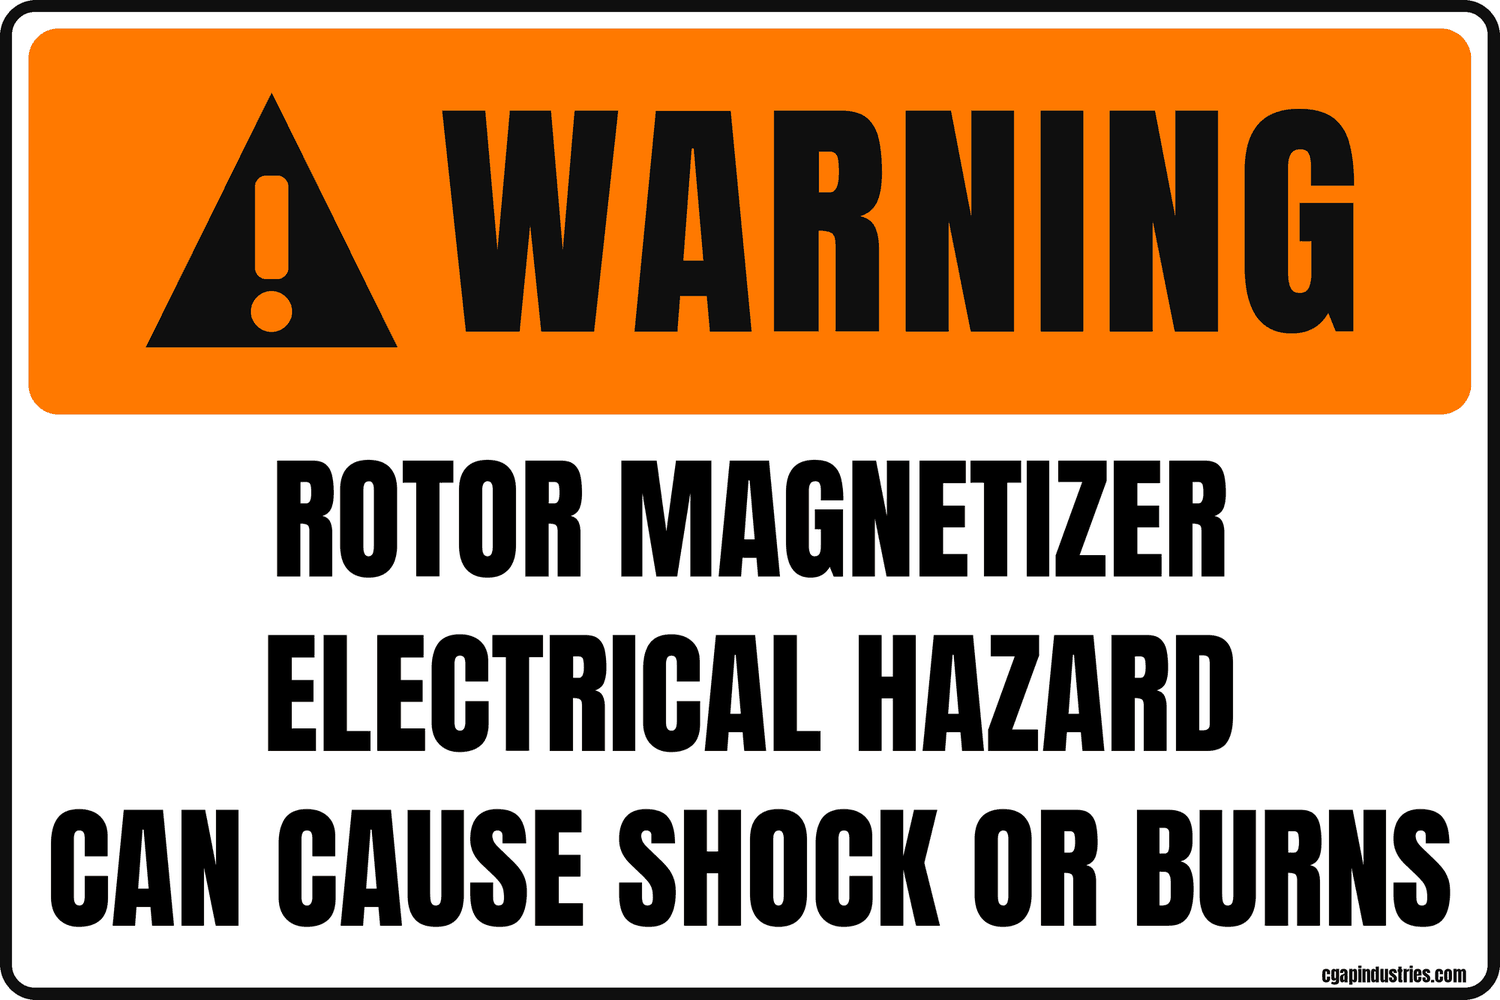 WARNING
ROTOR MAGNETIZER
ELECTRICAL HAZARD
CAN CAUSE SHOCK OR BURNS
cgapindustries.com